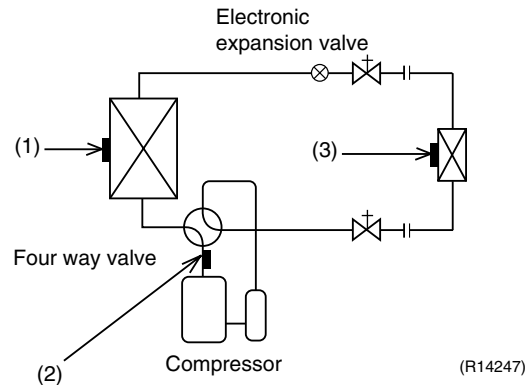 Electronic
expansion valve
(1)
(3)
Four way valve
(2)
Compressor
(R14247)